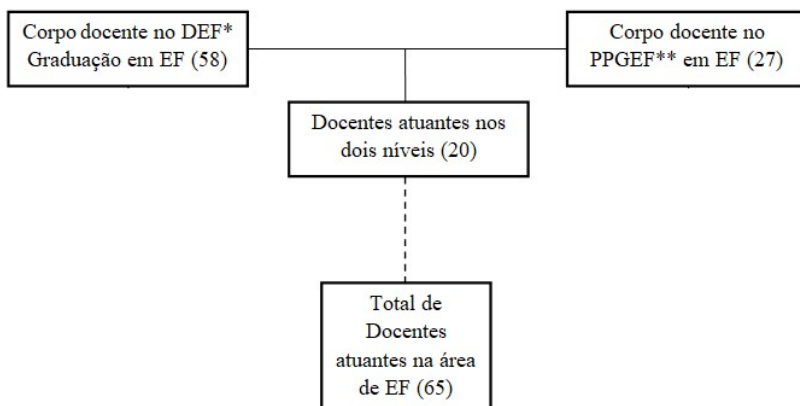 Corpo docente no DEF*
Graduação em EF (58)
Corpo docente no
PPGEF** em EF (27)
Docentes atuantes nos
dois níveis (20)
Total de
Docentes
atuantes na área
de EF (65)